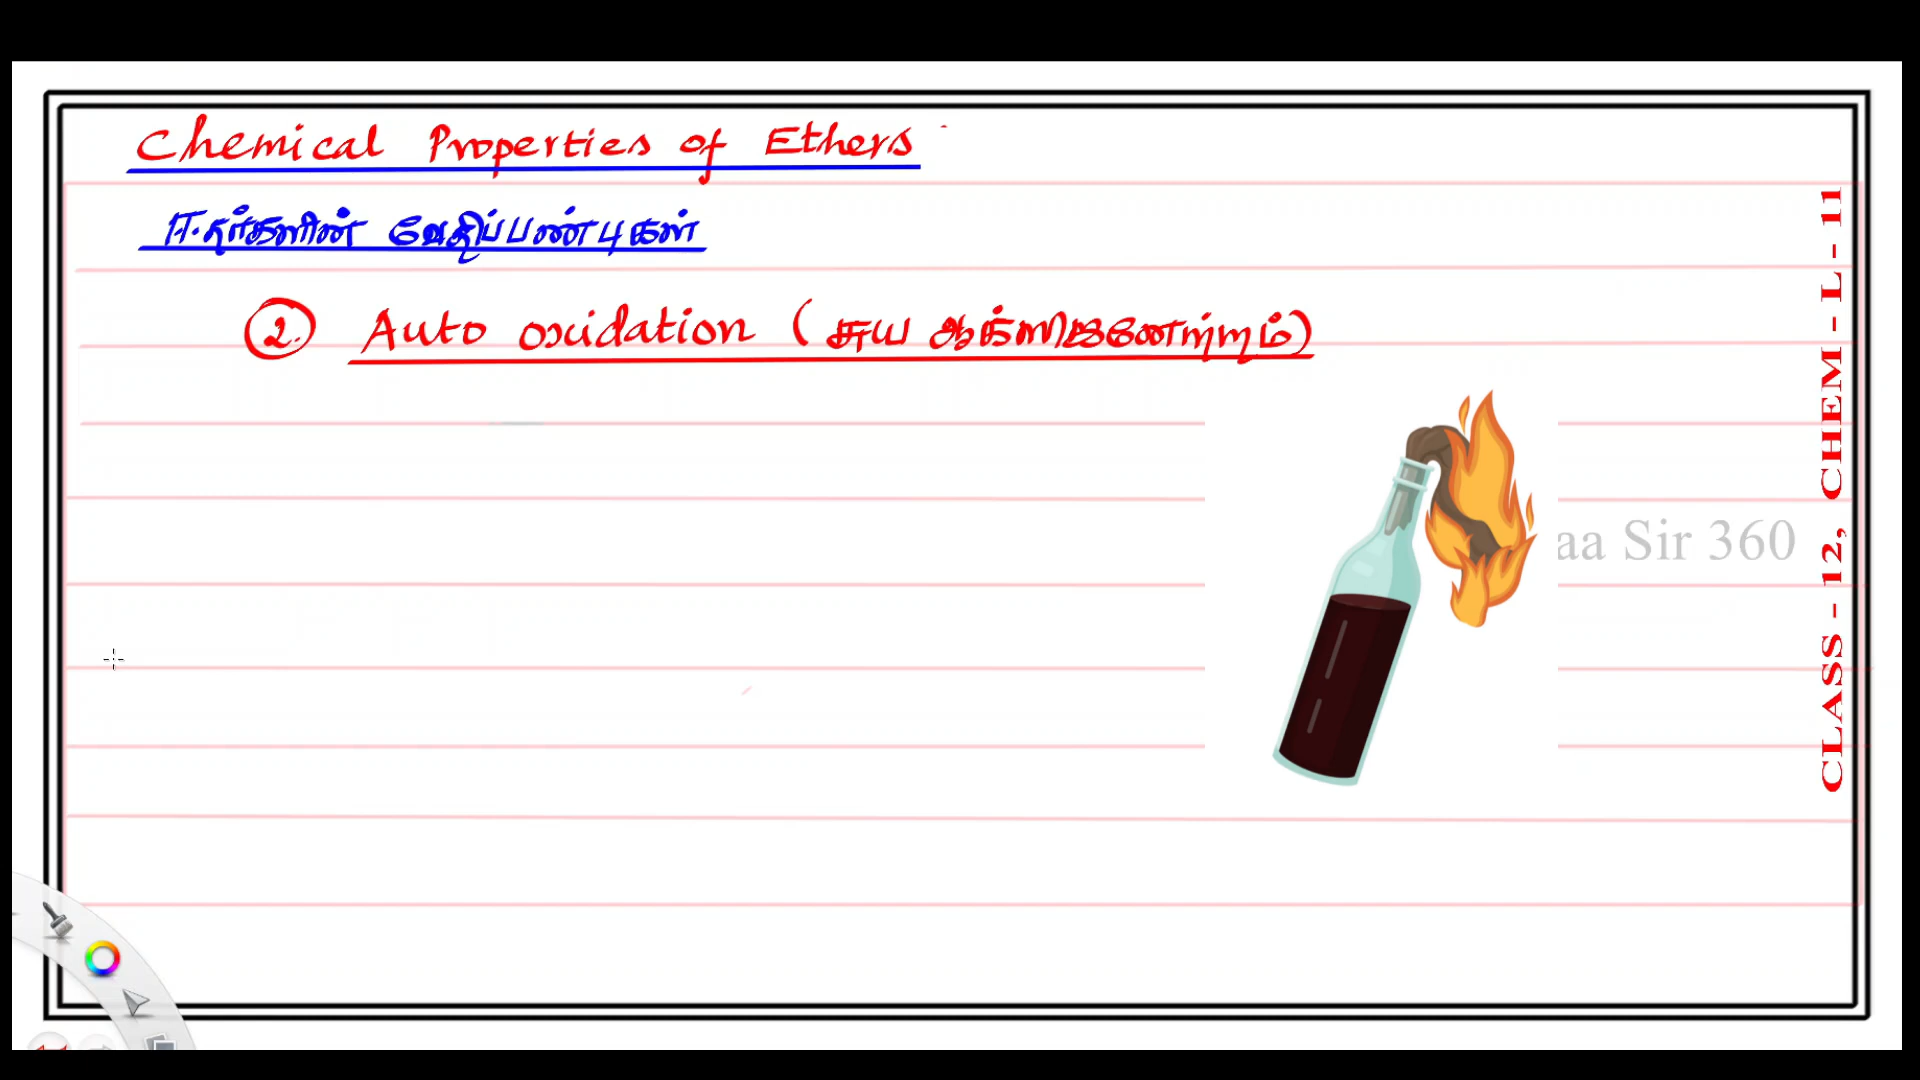 Chemical Properties of Ethers
ஈதர்களின் வேதிப்பண்புகள்
2. Auto oxidation (சுய ஆக்ஸிஜனேற்றம்)
aa Sir 360
CLASS - 12, CHEM - L - 11